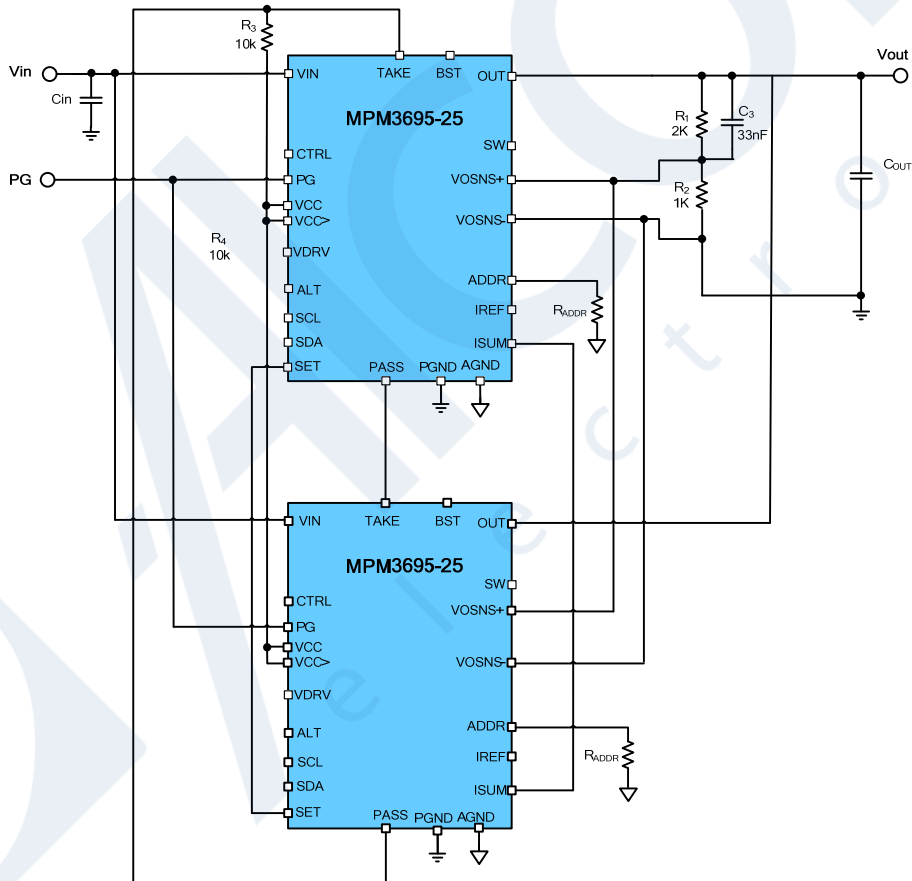 R3
10k
Vin
Cin
VIN
TAKE
BST
OUT
Vout
MPM3695-25
R1
2K
C3
33nF
SW
CTRL
PG
PG
VOSNS+
R2
1K
COUT
VCC
VCC>
VOSNS-
R4
10k
VDRV
ADDR
RADDR
ALT
IREF
SCL
SDA
ISUM
SET
PASS
PGND
AGND
VIN
TAKE
BST
OUT
MPM3695-25
SW
CTRL
VOSNS+
PG
VCC
VCC>
VOSNS-
VDRV
ADDR
RADDR
ALT
IREF
SCL
SDA
ISUM
SET
PASS
PGND
AGND
e l e c t r o